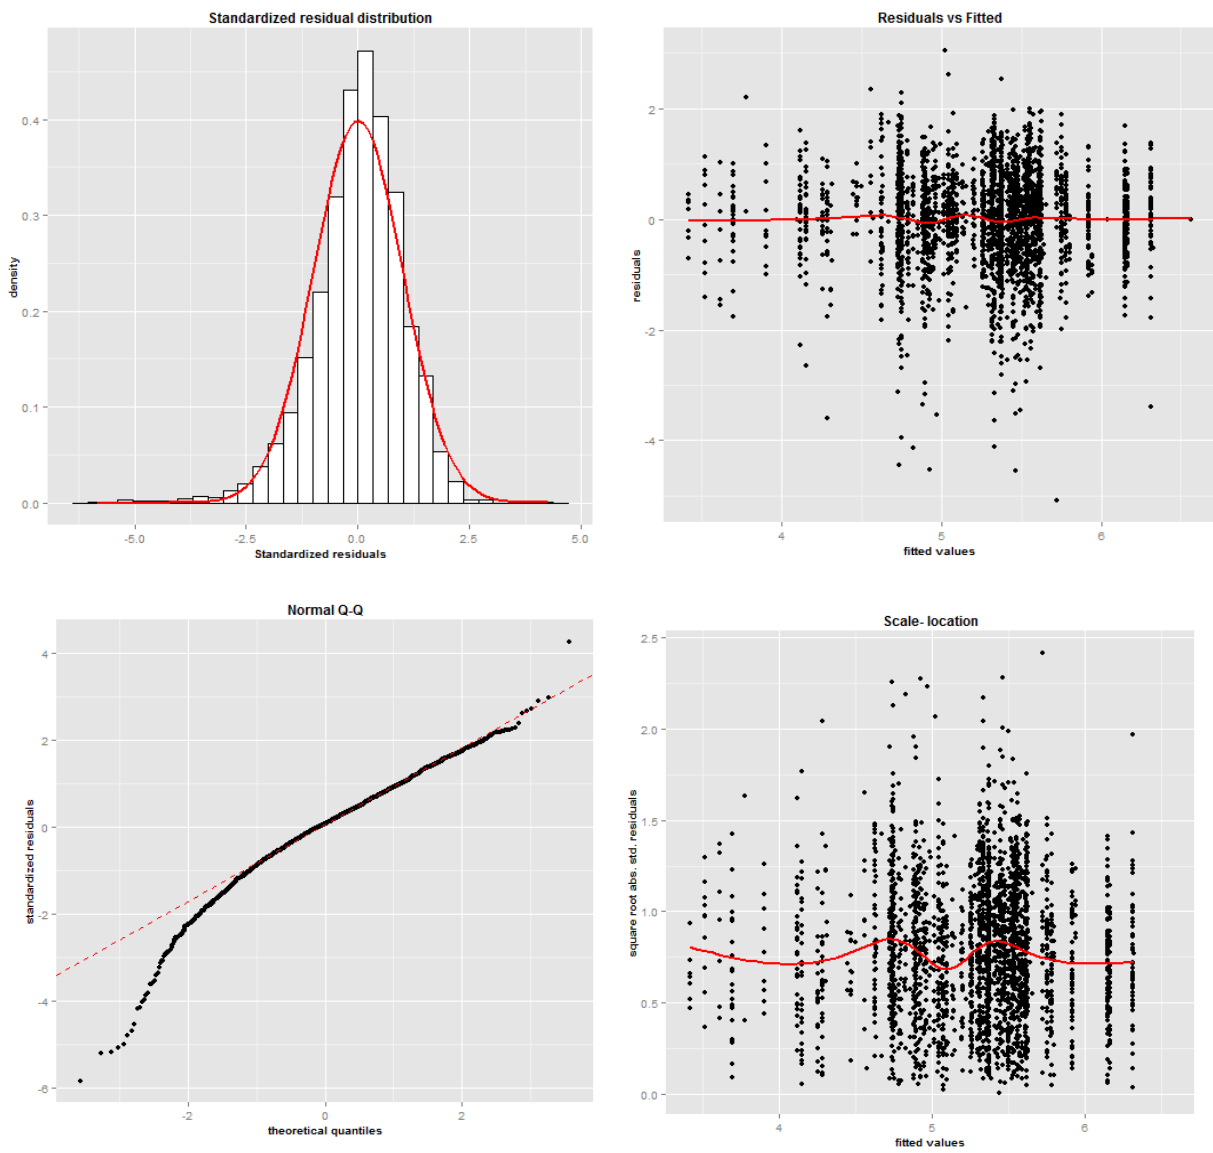 Standardized residual distribution
density
0.4
0.3
0.2
0.1
0.0
-5.0 -2.5 0.0 2.5 5.0
Standardized residuals
Residuals vs Fitted
residuals
2
0
-2
-4
4 5 6
fitted values
Normal Q-Q
standardized residuals
4
2
0
-2
-4
-6
-2 0 2
theoretical quantiles
Scale- location
square root abs. std. residuals
2.5
2.0
1.5
1.0
0.5
0.0
4 5 6
fitted values